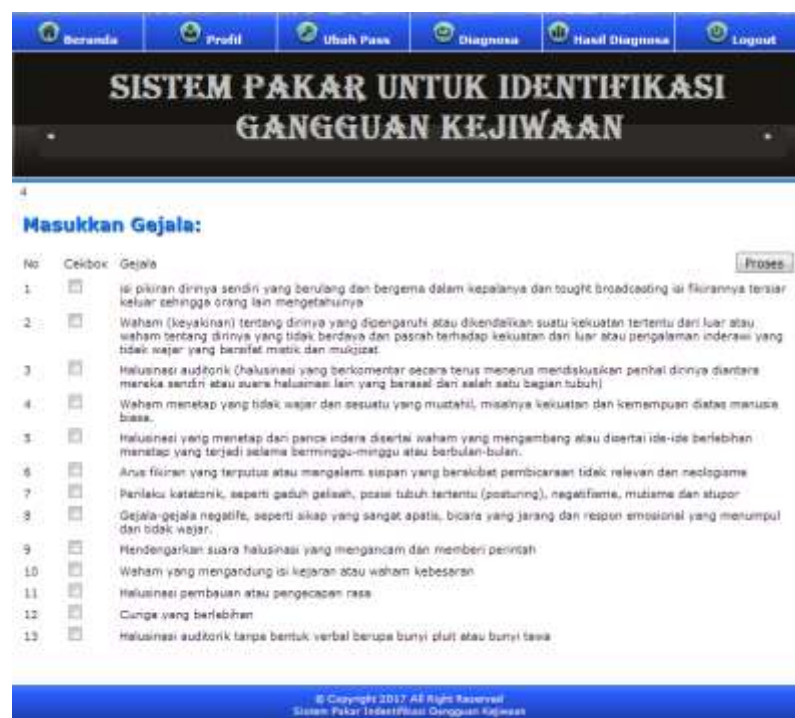 Beranda Profil Ubah Pass Diagnosa Hasil Diagnosa Logout
SISTEM PAKAR UNTUK IDENTIFIKASI
GANGGUAN KEJIWAAN
4
Masukkan Gejala:
No Cekbox Gejala Proses
1 isi pikiran dirinya sendiri yang berulang dan bergema dalam kepalanya dan tought broadcasting isi fikirannya tersiar
keluar sehingga orang lain mengetahuinya
2 Waham (keyakinan) tentang dirinya yang dipengaruhi atau dikendalikan suatu kekuatan tertentu dari luar atau
waham tentang dirinya yang tidak berdaya dan pasrah terhadap kekuatan dari luar atau pengalaman inderawi yang
tidak wajar yang bersifat mistik dan mukjizat
3 Halusinasi auditorik (halusinasi yang berkomentar secara terus menerus mendiskusikan perihal dirinya diantara
mereka sendiri atau suara halusinasi lain yang berasal dari salah satu bagian tubuh)
4 Waham menetap yang tidak wajar dan sesuatu yang mustahil, misalnya kekuatan dan kemampuan diatas manusia
biasa.
5 Halusinasi yang menetap dari panca indera disertai waham yang mengambang atau disertai ide-ide berlebihan
menetap yang terjadi selama berminggu-minggu atau berbulan-bulan.
6 Arus fikiran yang terputus atau mengalami sisipan yang berakibat pembicaraan tidak relevan dan neologisme
7 Perilaku katatonik, seperti gaduh gelisah, posisi tubuh tertentu (posturing), negatifisme, mutisme dan stupor
8 Gejala-gejala negatife, seperti sikap yang sangat apatis, bicara yang jarang dan respon emosional yang menumpul
dan tidak wajar.
9 Mendengarkan suara halusinasi yang mengancam dan memberi perintah
10 Waham yang mengandung isi kejaran atau waham kebesaran
11 Halusinasi pembauan atau pengecapan rasa
12 Curiga yang berlebihan
13 Halusinasi auditorik tanpa bentuk verbal berupa bunyi pluit atau bunyi tawa
© Copyright 2017 All Right Reserved
Sistem Pakar Indentifikasi Gangguan Kejiwaan